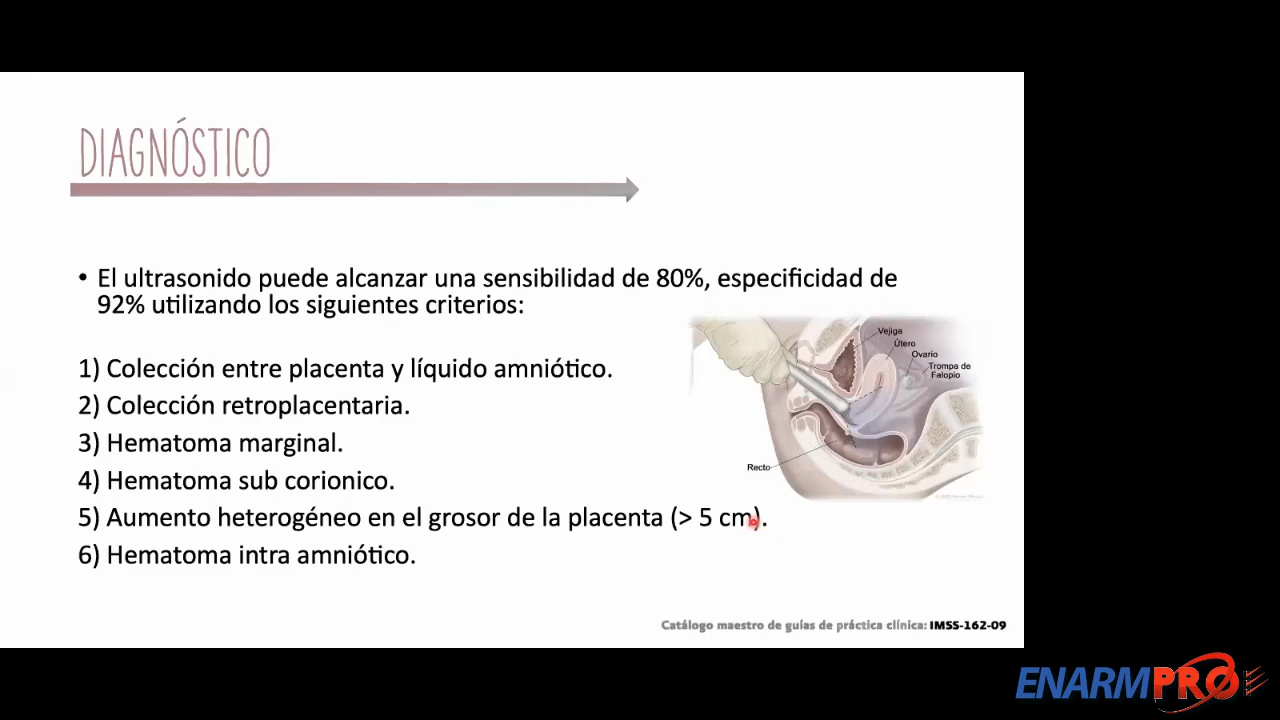 DIAGNÓSTICO
• El ultrasonido puede alcanzar una sensibilidad de 80%, especificidad de
92% utilizando los siguientes criterios:
1) Colección entre placenta y líquido amniótico.
2) Colección retroplacentaria.
3) Hematoma marginal.
4) Hematoma sub corionico.
5) Aumento heterogéneo en el grosor de la placenta (> 5 cm).
6) Hematoma intra amniótico.
Vejiga
Útero
Ovario
Trompa de
Falopio
Recto
Catálogo maestro de guías de práctica clínica: IMSS-162-09
ENARMPRO